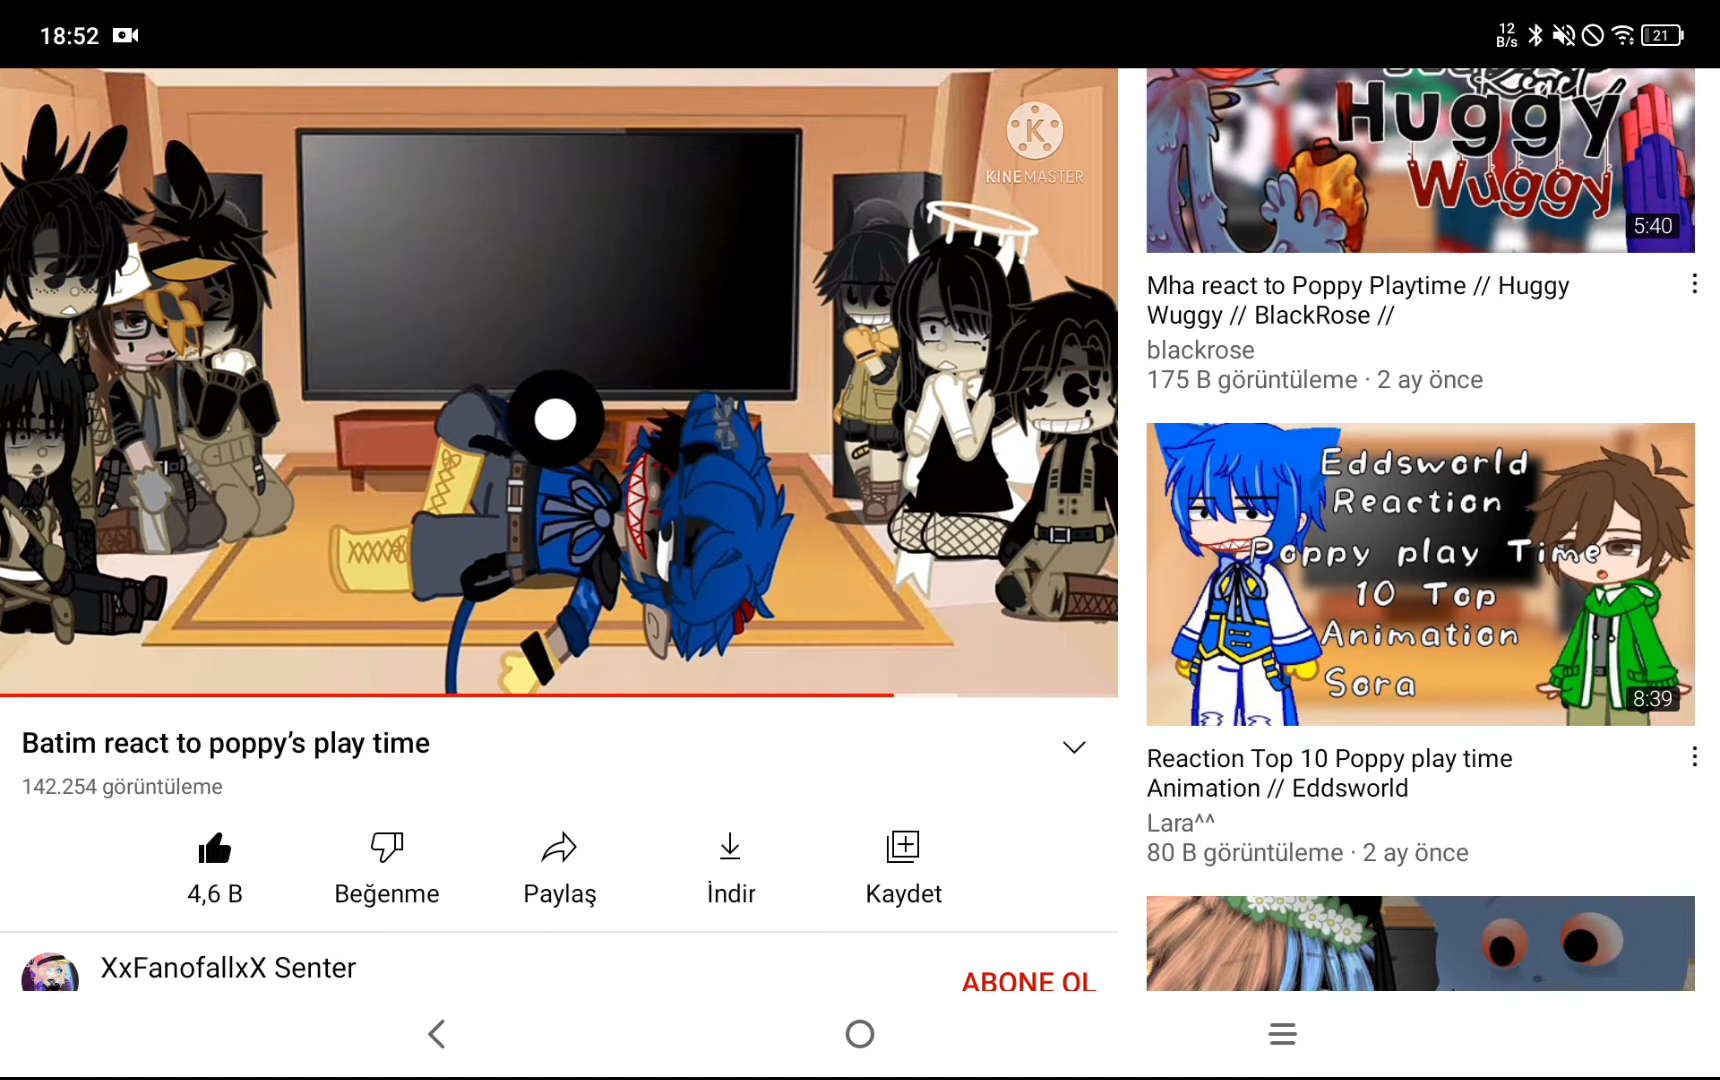 18:52
12
B/s
21
K
KINEMASTER
Batim react to poppy’s play time
142.254 görüntüleme
4,6 B
Beğenme
Paylaş
İndir
Kaydet
XxFanofallxX Senter
ABONE OL
React
Huggy
Wuggy
5:40
Mha react to Poppy Playtime // Huggy
Wuggy // BlackRose //
blackrose
175 B görüntüleme · 2 ay önce
Eddsworld
Reaction
Poppy play Time
10 Top
Animation
Sora
8:39
Reaction Top 10 Poppy play time
Animation // Eddsworld
Lara^^
80 B görüntüleme · 2 ay önce